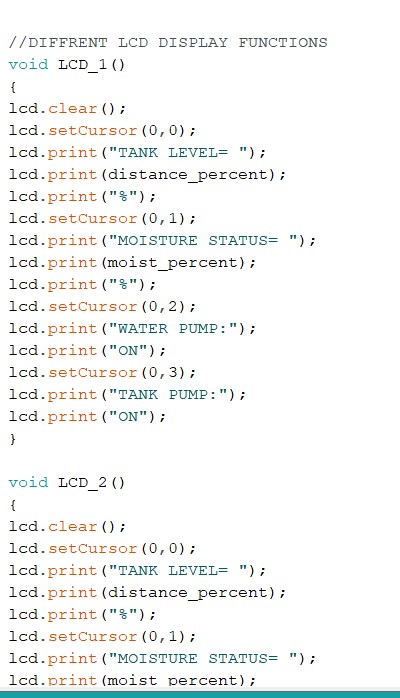 //DIFFRENT LCD DISPLAY FUNCTIONS
void LCD_1()
{
lcd.clear();
lcd.setCursor(0,0);
lcd.print("TANK LEVEL= ");
lcd.print(distance_percent);
lcd.print("%");
lcd.setCursor(0,1);
lcd.print("MOISTURE STATUS= ");
lcd.print(moist_percent);
lcd.print("%");
lcd.setCursor(0,2);
lcd.print("WATER PUMP:");
lcd.print("ON");
lcd.setCursor(0,3);
lcd.print("TANK PUMP:");
lcd.print("ON");
}
void LCD_2()
{
lcd.clear();
lcd.setCursor(0,0);
lcd.print("TANK LEVEL= ");
lcd.print(distance_percent);
lcd.print("%");
lcd.setCursor(0,1);
lcd.print("MOISTURE STATUS= ");
lcd.print(moist_percent);